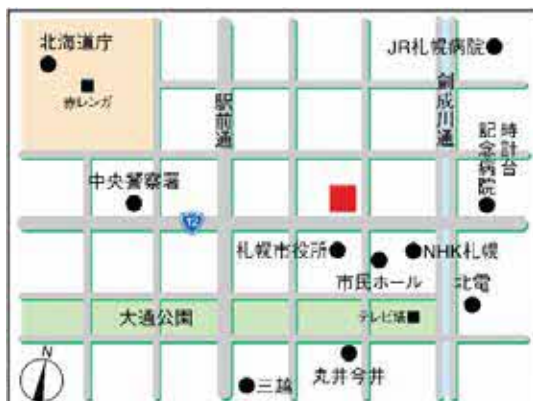 北海道庁
JR札幌病院
赤レンガ
駅前通
創成川通
時計台
記念病院
中央警察署
12
札幌市役所
NHK札幌
市民ホール
北電
大通公園
テレビ塔
丸井今井
三越
N